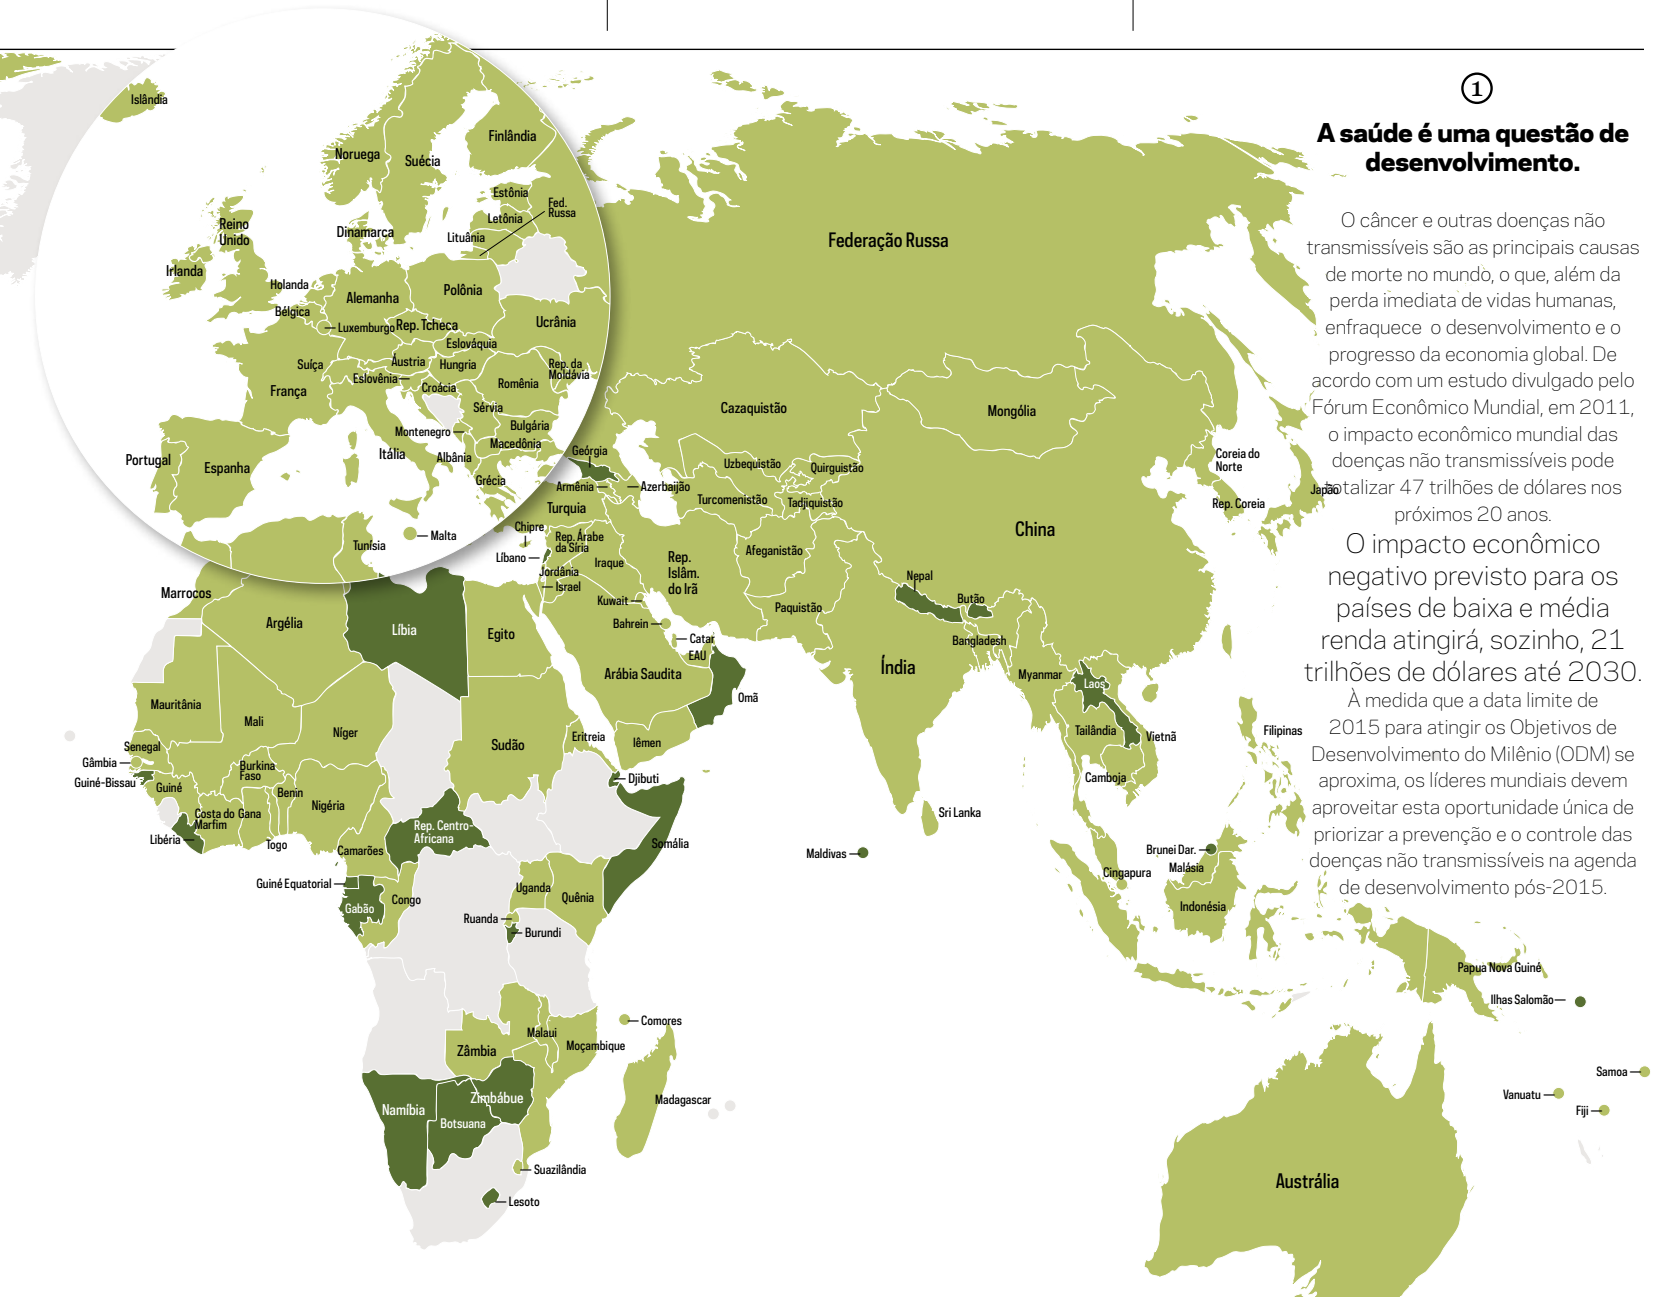 1
A saúde é uma questão de
desenvolvimento.
O câncer e outras doenças não
transmissíveis são as principais causas
de morte no mundo, o que, além da
perda imediata de vidas humanas,
enfraquece o desenvolvimento e o
progresso da economia global. De
acordo com um estudo divulgado pelo
Fórum Econômico Mundial, em 2011,
o impacto econômico mundial das
doenças não transmissíveis pode
totalizar 47 trilhões de dólares nos
próximos 20 anos.
O impacto econômico
negativo previsto para os
países de baixa e média
renda atingirá, sozinho, 21
trilhões de dólares até 2030.
À medida que a data limite de
2015 para atingir os Objetivos de
Desenvolvimento do Milênio (ODM) se
aproxima, os líderes mundiais devem
aproveitar esta oportunidade única de
priorizar a prevenção e o controle das
doenças não transmissíveis na agenda
de desenvolvimento pós-2015.
Islândia
Noruega
Suécia
Finlândia
Estônia
Letônia
Fed.
Russa
Lituânia
Reino
Unido
Dinamarca
Irlanda
Holanda
Bélgica
Alemanha
Polônia
Luxemburgo
Rep. Tcheca
Ucrânia
Eslováquia
Suíça
Áustria
Hungria
Rep. da
Moldávia
Eslovênia
Croácia
Romênia
França
Sérvia
Bulgária
Montenegro
Macedônia
Itália
Albânia
Portugal
Espanha
Grécia
Tunísia
Malta
Federação Russa
Cazaquistão
Mongólia
Geórgia
Armênia
Azerbaijão
Uzbequistão
Quirguistão
Turcomenistão
Tadjiquistão
Turquia
Chipre
Líbano
Rep. Árabe
da Síria
Jordânia
Israel
Iraque
Kuwait
Bahrein
Catar
EAU
Rep.
Islâm.
do Irã
Afeganistão
Paquistão
China
Coreia do
Norte
Rep. Coreia
Japão
Nepal
Butão
Bangladesh
Índia
Myanmar
Laos
Tailândia
Vietnã
Camboja
Filipinas
Sri Lanka
Maldivas
Brunei Dar.
Malásia
Cingapura
Indonésia
Papua Nova Guiné
Ilhas Salomão
Samoa
Vanuatu
Fiji
Austrália
Arábia Saudita
Omã
Iêmen
Marrocos
Argélia
Líbia
Egito
Mauritânia
Mali
Níger
Sudão
Eritreia
Djibuti
Somália
Senegal
Gâmbia
Guiné-Bissau
Guiné
Burkina
Faso
Benin
Nigéria
Costa do
Marfim
Gana
Libéria
Togo
Camarões
Rep. Centro-
Africana
Guiné Equatorial
Gabão
Congo
Uganda
Quênia
Ruanda
Burundi
Comores
Malaui
Zâmbia
Moçambique
Madagascar
Namíbia
Zimbábue
Botsuana
Suazilândia
Lesoto